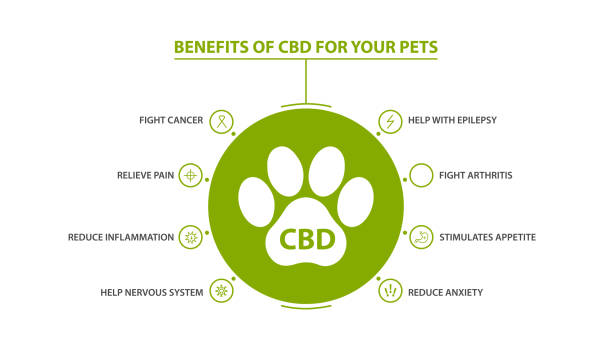 BENEFITS OF CBD FOR YOUR PETS
FIGHT CANCER
HELP WITH EPILEPSY
RELIEVE PAIN
FIGHT ARTHRITIS
REDUCE INFLAMMATION
CBD
STIMULATES APPETITE
HELP NERVOUS SYSTEM
REDUCE ANXIETY